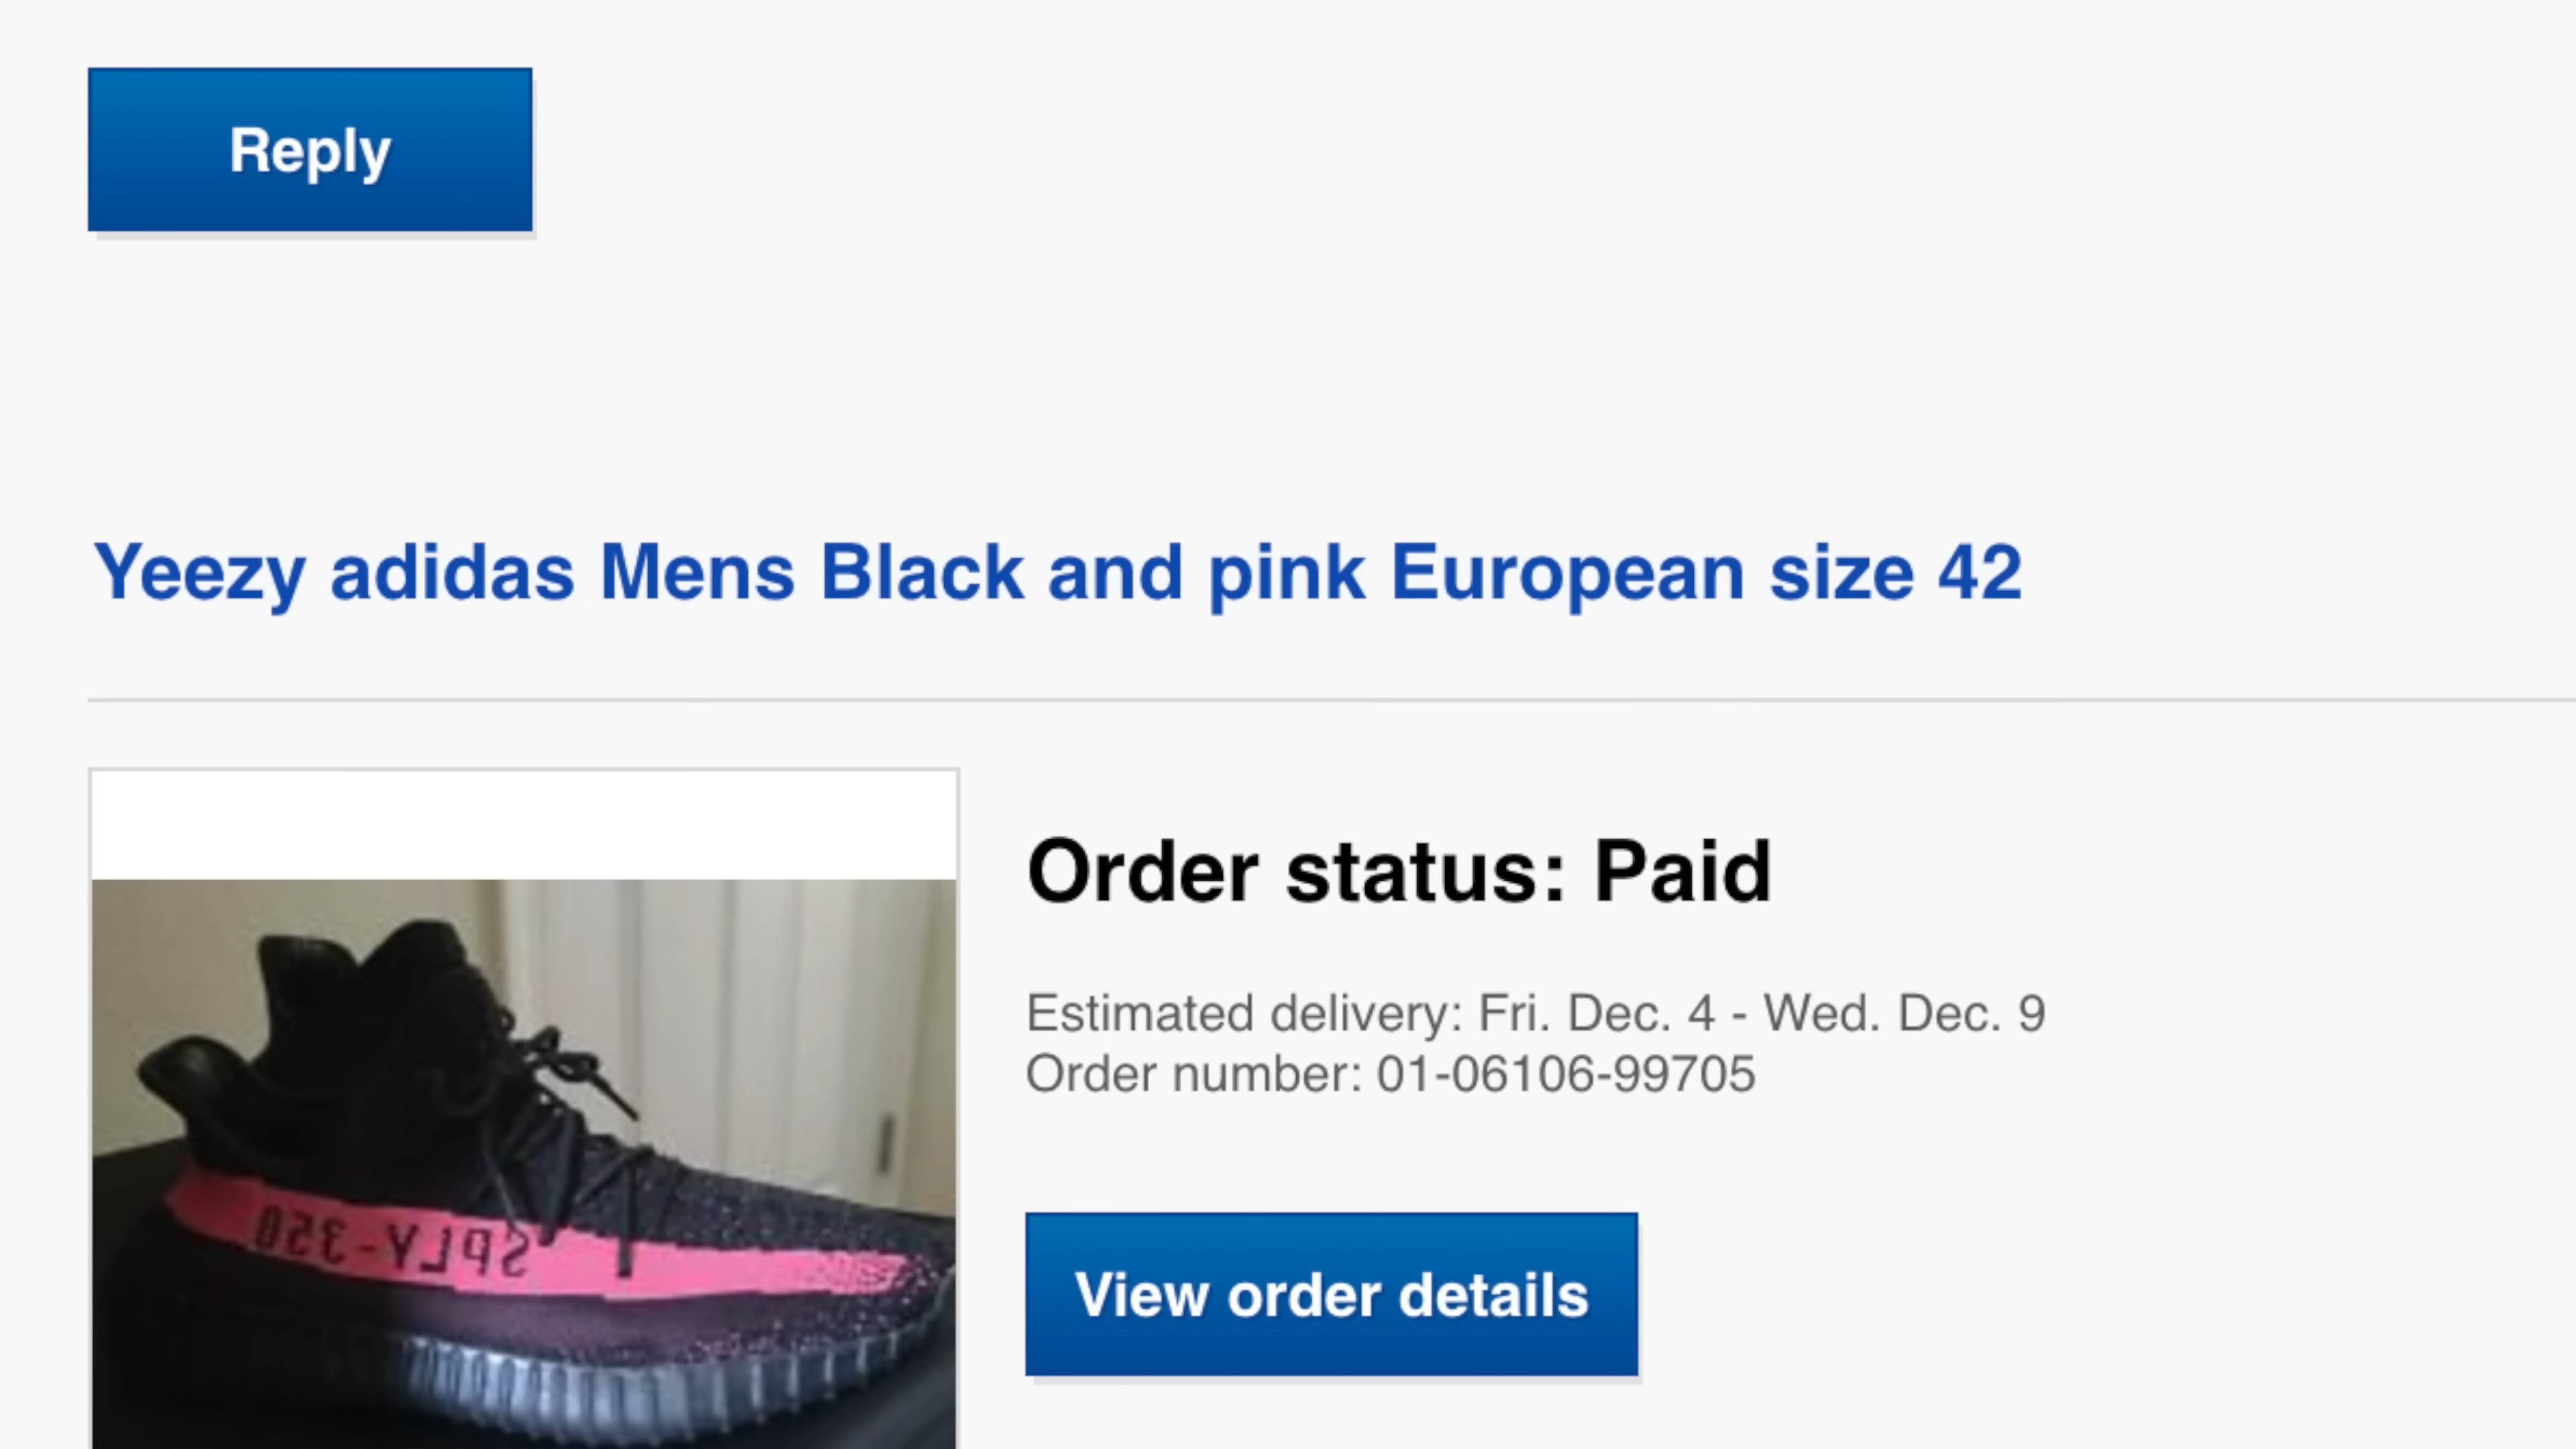 Reply
Yeezy adidas Mens Black and pink European size 42
Order status: Paid
Estimated delivery: Fri. Dec. 4 - Wed. Dec. 9
Order number: 01-06106-99705
SPLY-350
View order details